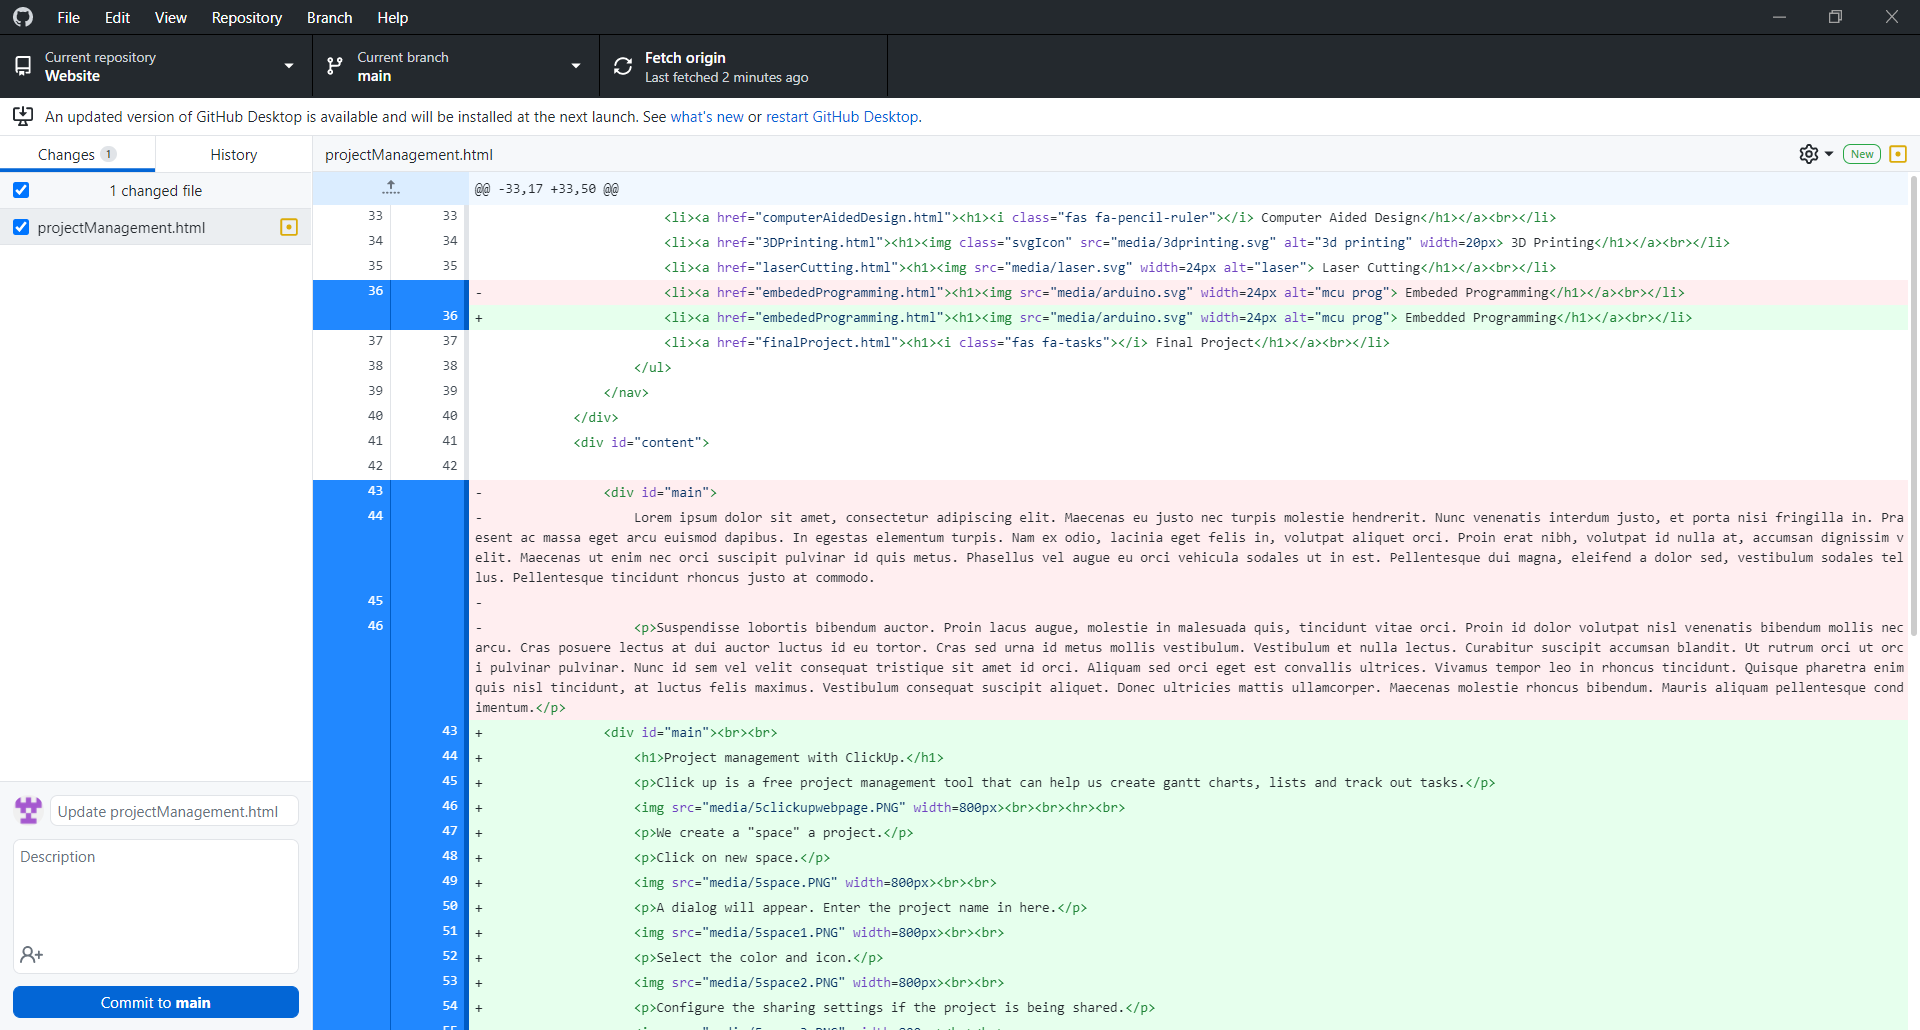 File Edit View Repository Branch Help
Current repository
Website
Current branch
main
Fetch origin
Last fetched 2 minutes ago
An updated version of GitHub Desktop is available and will be installed at the next launch. See what's new or restart GitHub Desktop.
Changes 1 History
projectManagement.html New
1 changed file
projectManagement.html
@@ -33,17 +33,50 @@
33 33 <li><a href="computerAidedDesign.html"><h1><i class="fas fa-pencil-ruler"></i> Computer Aided Design</h1></a><br></li>
34 34 <li><a href="3DPrinting.html"><h1><img class="svgIcon" src="media/3dprinting.svg" alt="3d printing" width=20px> 3D Printing</h1></a><br></li>
35 35 <li><a href="laserCutting.html"><h1><img src="media/laser.svg" width=24px alt="laser"> Laser Cutting</h1></a><br></li>
36 - <li><a href="embededProgramming.html"><h1><img src="media/arduino.svg" width=24px alt="mcu prog"> Embeded Programming</h1></a><br></li>
36 + <li><a href="embededProgramming.html"><h1><img src="media/arduino.svg" width=24px alt="mcu prog"> Embedded Programming</h1></a><br></li>
37 37 <li><a href="finalProject.html"><h1><i class="fas fa-tasks"></i> Final Project</h1></a><br></li>
38 38 </ul>
39 39 </nav>
40 40 </div>
41 41 <div id="content">
42 42
43 - <div id="main">
44 - Lorem ipsum dolor sit amet, consectetur adipiscing elit. Maecenas eu justo nec turpis molestie hendrerit. Nunc venenatis interdum justo, et porta nisi fringilla in. Pra
esent ac massa eget arcu euismod dapibus. In egestas elementum turpis. Nam ex odio, lacinia eget felis in, volutpat aliquet orci. Proin erat nibh, volutpat id nulla at, accumsan dignissim v
elit. Maecenas ut enim nec orci suscipit pulvinar id quis metus. Phasellus vel augue eu orci vehicula sodales ut in est. Pellentesque dui magna, eleifend a dolor sed, vestibulum sodales tel
lus. Pellentesque tincidunt rhoncus justo at commodo.
45 -
46 - <p>Suspendisse lobortis bibendum auctor. Proin lacus augue, molestie in malesuada quis, tincidunt vitae orci. Proin id dolor volutpat nisl venenatis bibendum mollis nec
arcu. Cras posuere lectus at dui auctor luctus id eu tortor. Cras sed urna id metus mollis vestibulum. Vestibulum et nulla lectus. Curabitur suscipit accumsan blandit. Ut rutrum orci ut orc
i pulvinar pulvinar. Nunc id sem vel velit consequat tristique sit amet id orci. Aliquam sed orci eget est convallis ultrices. Vivamus tempor leo in rhoncus tincidunt. Quisque pharetra enim
quis nisl tincidunt, at luctus felis maximus. Vestibulum consequat suscipit aliquet. Donec ultricies mattis ullamcorper. Maecenas molestie rhoncus bibendum. Mauris aliquam pellentesque cond
imentum.</p>
43 + <div id="main"><br><br>
44 + <h1>Project management with ClickUp.</h1>
45 + <p>Click up is a free project management tool that can help us create gantt charts, lists and track out tasks.</p>
46 + <img src="media/5clickupwebpage.PNG" width=800px><br><br><hr><br>
47 + <p>We create a "space" a project.</p>
48 + <p>Click on new space.</p>
49 + <img src="media/5space.PNG" width=800px><br><br>
50 + <p>A dialog will appear. Enter the project name in here.</p>
51 + <img src="media/5space1.PNG" width=800px><br><br>
52 + <p>Select the color and icon.</p>
53 + <img src="media/5space2.PNG" width=800px><br><br>
54 + <p>Configure the sharing settings if the project is being shared.</p>
Update projectManagement.html
Description
Commit to main